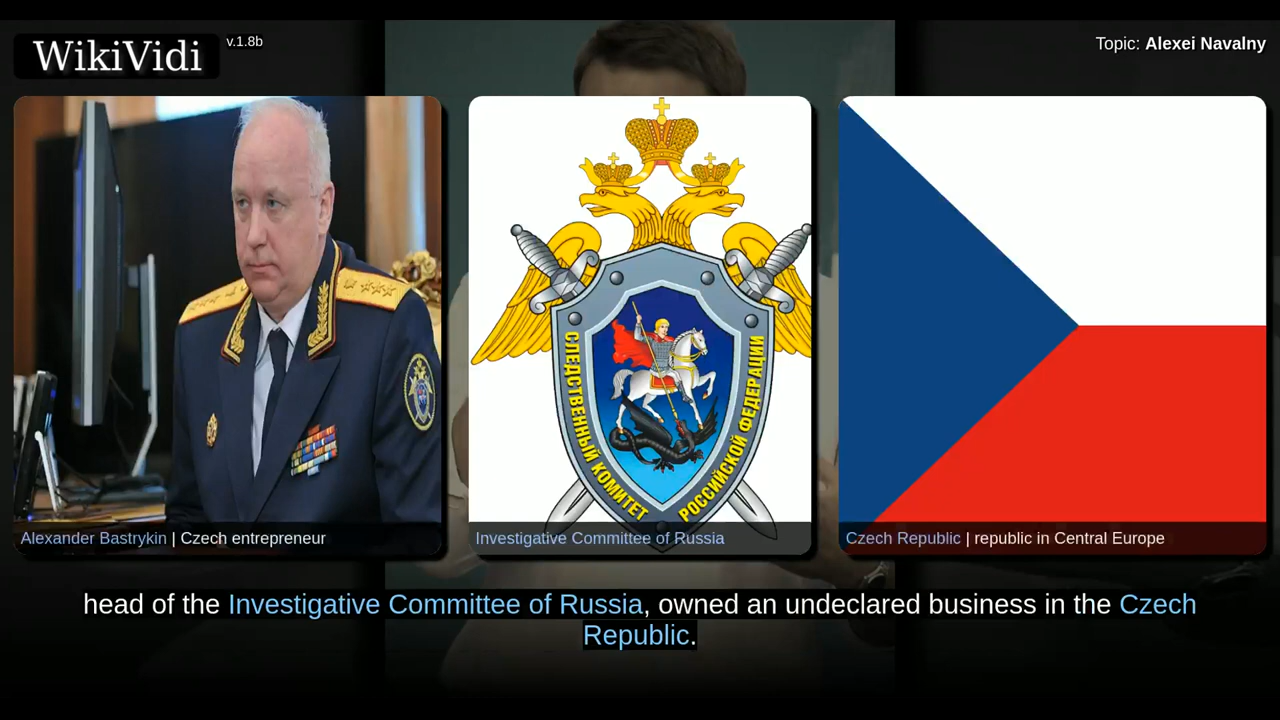 WikiVidi
v.1.8b
Topic: Alexei Navalny
СЛЕДСТВЕННЫЙ КОМИТЕТ
РОССИЙСКОЙ ФЕДЕРАЦИИ
Alexander Bastrykin | Czech entrepreneur
Investigative Committee of Russia
Czech Republic | republic in Central Europe
head of the Investigative Committee of Russia, owned an undeclared business in the Czech
Republic.